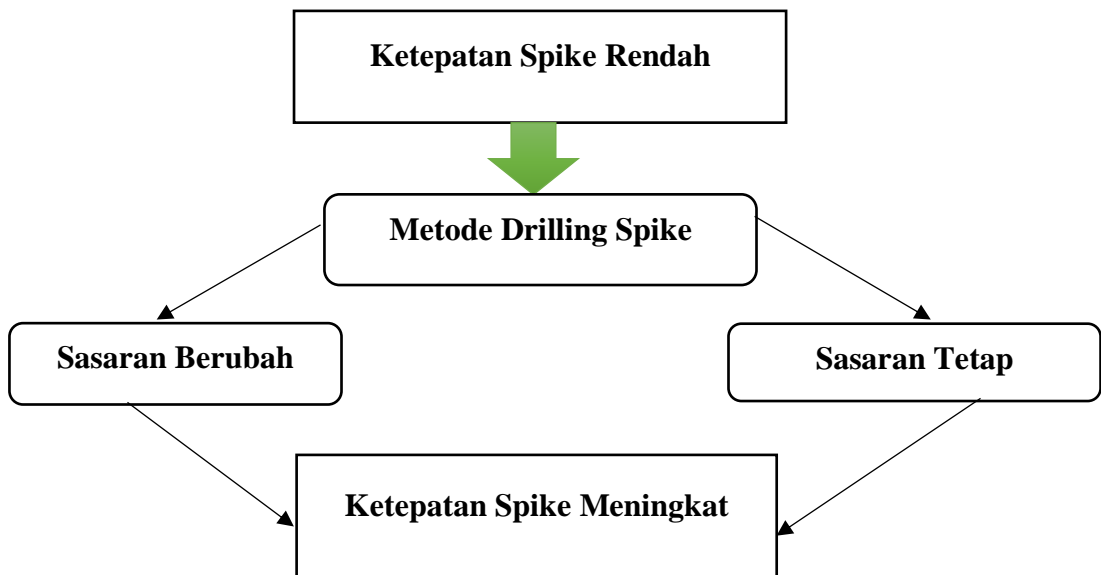 Ketepatan Spike Rendah
Metode Drilling Spike
Sasaran Berubah
Sasaran Tetap
Ketepatan Spike Meningkat